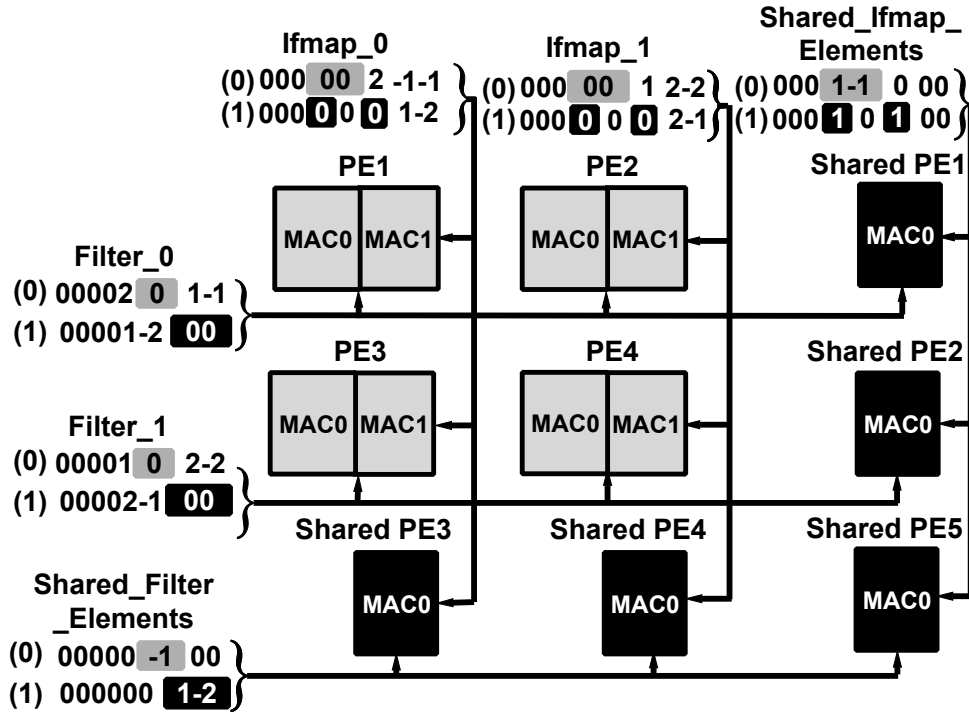 Ifmap_0
(0) 000 00 2 -1-1
(1) 000 0 0 0 1-2
Ifmap_1
(0) 000 00 1 2-2
(1) 000 0 0 0 2-1
Shared_Ifmap_
Elements
(0) 000 1-1 0 00
(1) 000 1 0 1 00
PE1
MAC0 MAC1
PE2
MAC0 MAC1
Shared PE1
MAC0
Filter_0
(0) 00002 0 1-1
(1) 00001-2 00
PE3
MAC0 MAC1
PE4
MAC0 MAC1
Shared PE2
MAC0
Filter_1
(0) 00001 0 2-2
(1) 00002-1 00
Shared PE3
MAC0
Shared PE4
MAC0
Shared PE5
MAC0
Shared_Filter
_Elements
(0) 00000 -1 00
(1) 000000 1-2